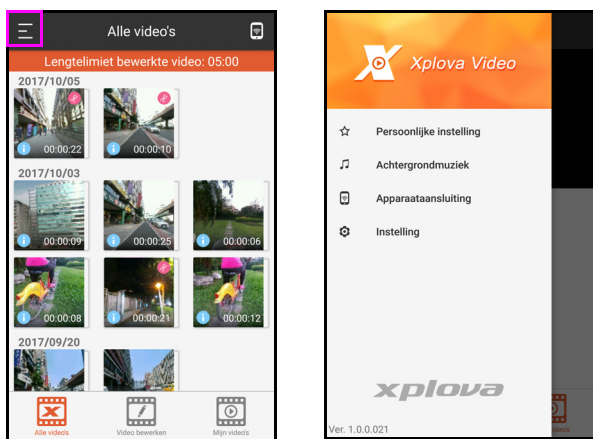 Alle video's
Lengtelimiet bewerkte video: 05:00
2017/10/05
00:00:22
00:00:10
2017/10/03
00:00:09
00:00:25
00:00:06
00:00:08
00:00:21
00:00:12
2017/09/20
Alle video's
Video bewerken
Mijn video's
Xplova Video
Persoonlijke instelling
Achtergrondmuziek
Apparaataansluiting
Instelling
xplova
Ver. 1.0.0.021